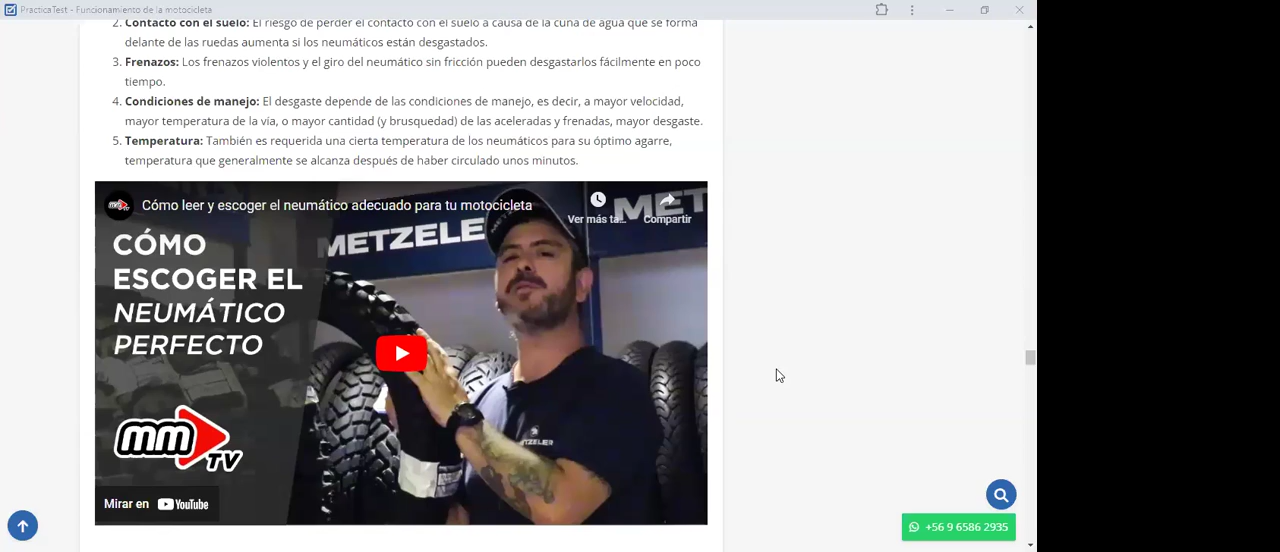 PracticaTest - Funcionamiento de la motocicleta
2. Contacto con el suelo: El riesgo de perder el contacto con el suelo a causa de la cuña de agua que se forma
delante de las ruedas aumenta si los neumáticos están desgastados.
3. Frenazos: Los frenazos violentos y el giro del neumático sin fricción pueden desgastarlos fácilmente en poco
tiempo.
4. Condiciones de manejo: El desgaste depende de las condiciones de manejo, es decir, a mayor velocidad,
mayor temperatura de la vía, o mayor cantidad (y brusquedad) de las aceleradas y frenadas, mayor desgaste.
5. Temperatura: También es requerida una cierta temperatura de los neumáticos para su óptimo agarre,
temperatura que generalmente se alcanza después de haber circulado unos minutos.
Cómo leer y escoger el neumático adecuado para tu motocicleta
Ver más ta...
Compartir
METZELE
METZ
CÓMO
ESCOGER EL
NEUMÁTICO
PERFECTO
mm
TV
METZELER
Mirar en YouTube
+56 9 6586 2935